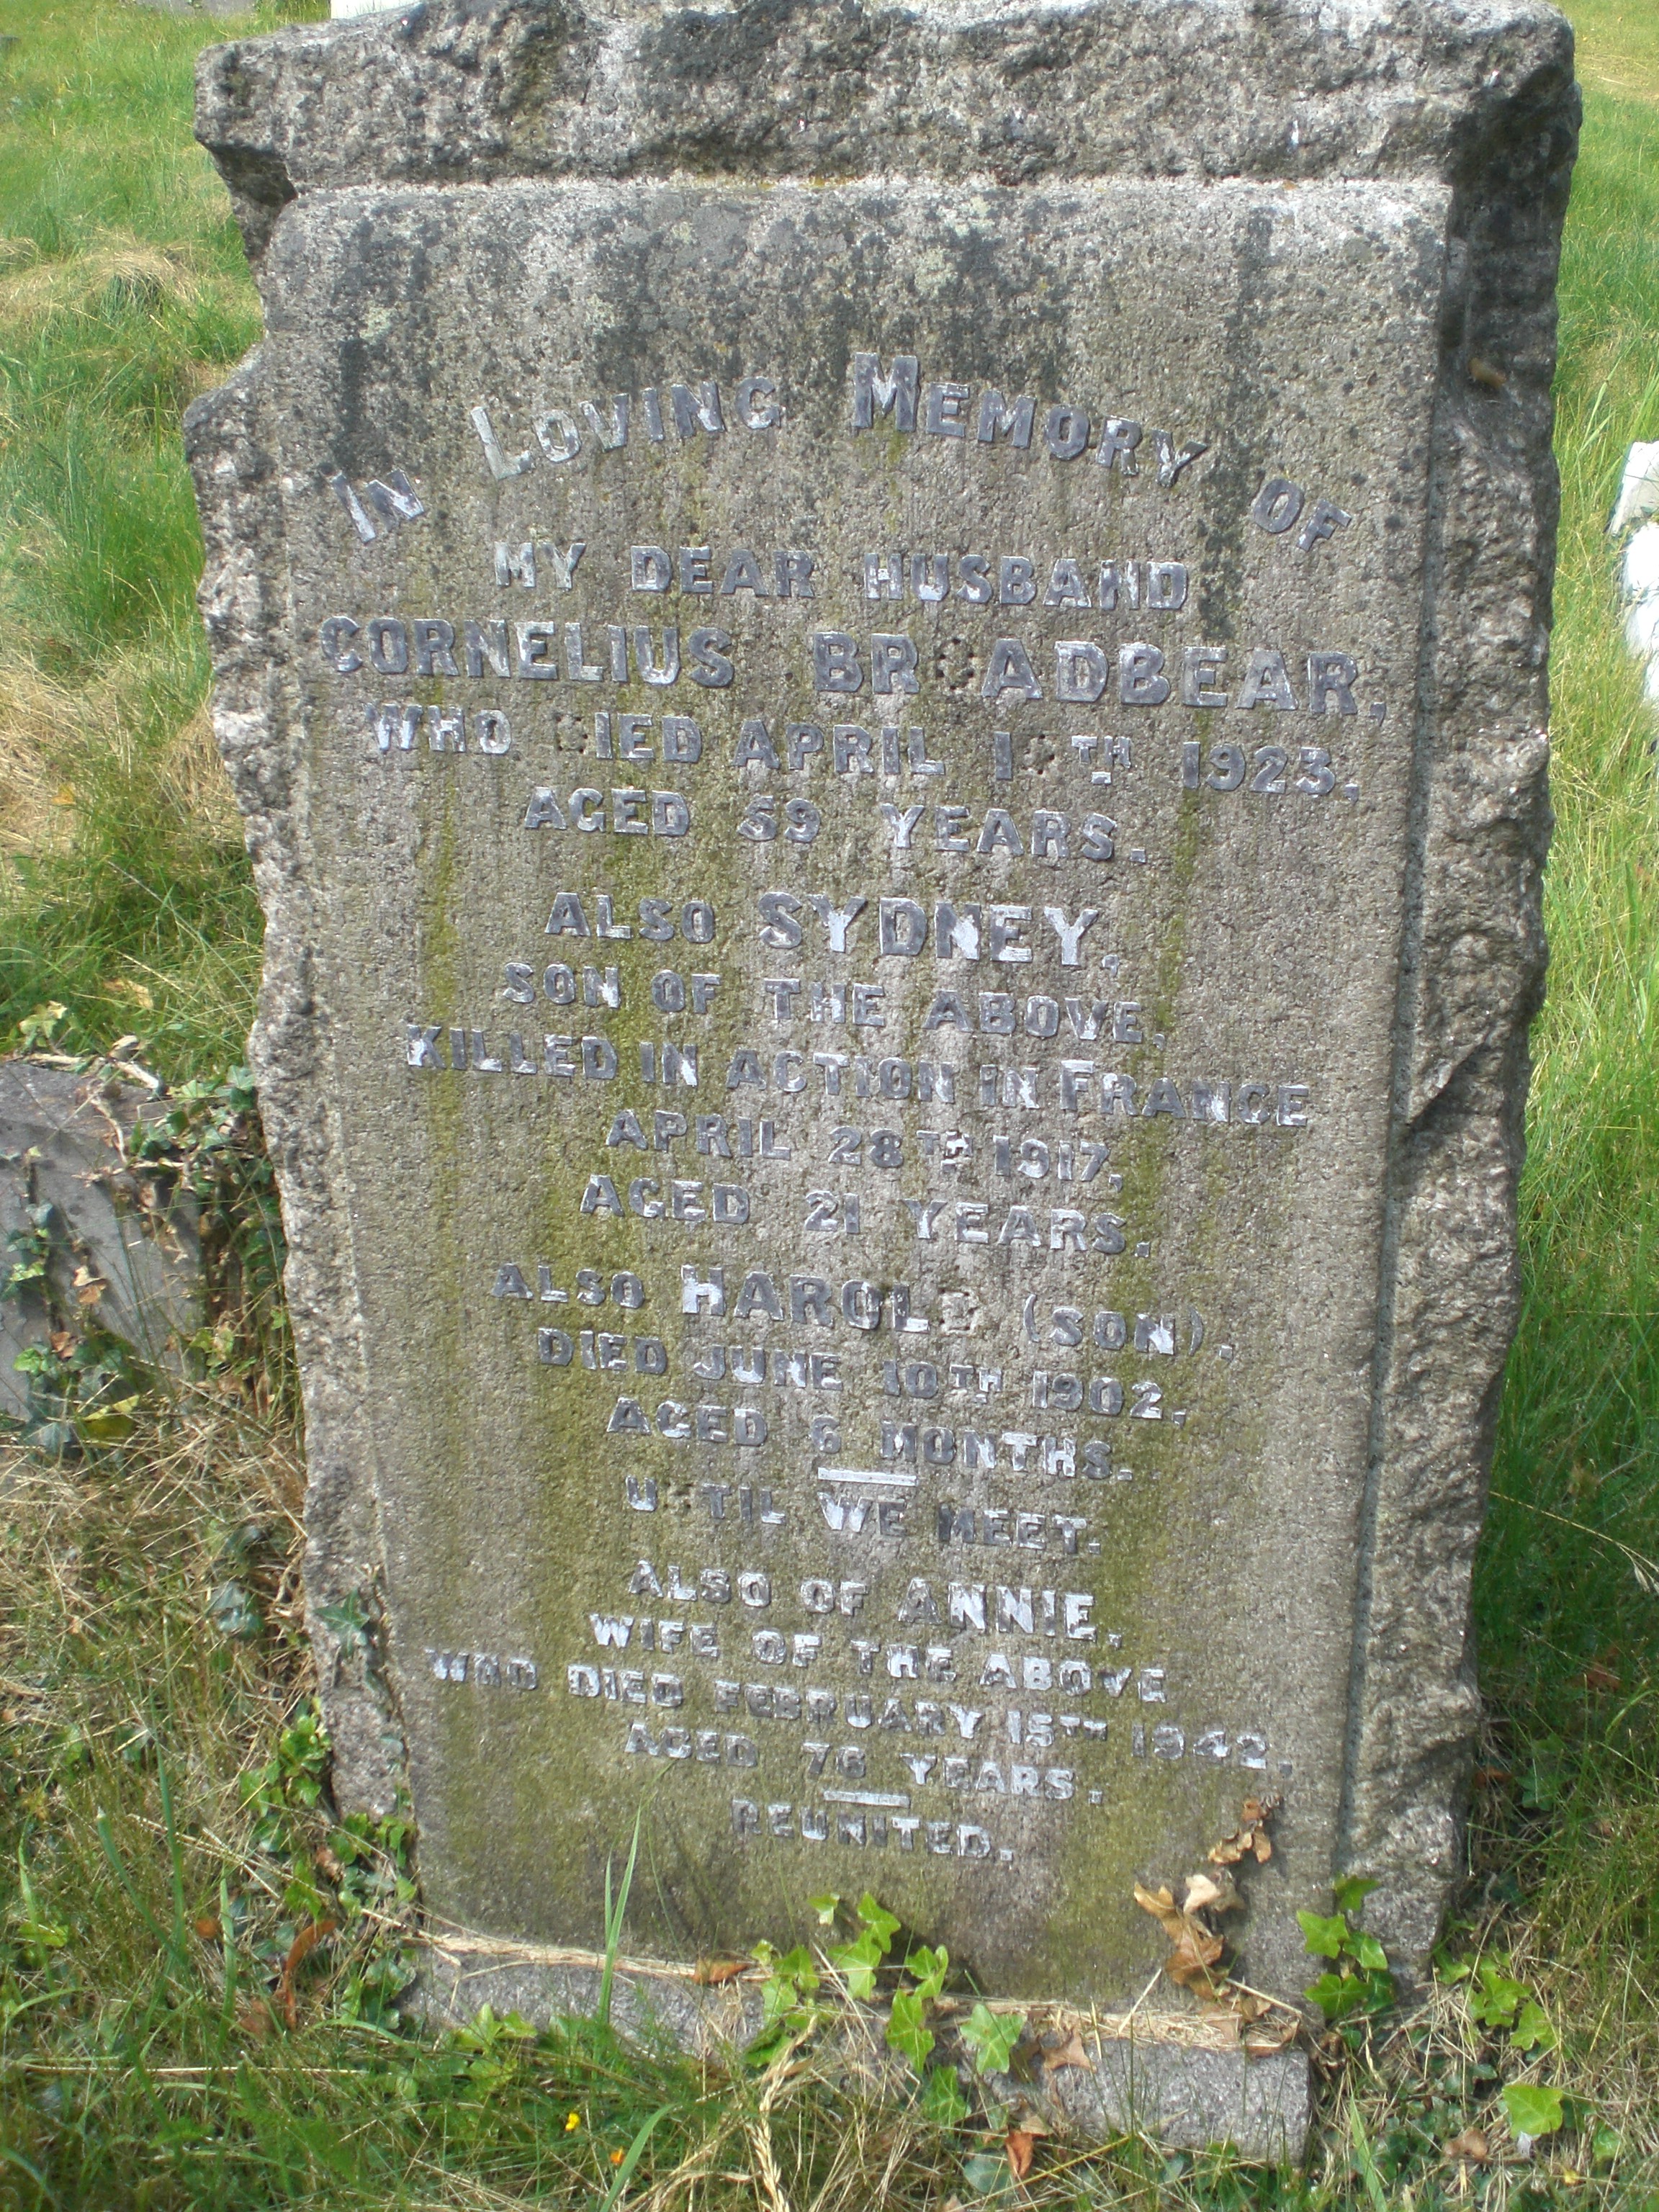 IN LOVING MEMORY OF
MY DEAR HUSBAND
CORNELIUS BROADBEAR,
WHO DIED APRIL 1923,
AGED 59 YEARS.
ALSO SYDNEY,
SON OF THE ABOVE,
KILLED IN ACTION IN FRANCE
APRIL 28TH 1917,
AGED 21 YEARS.
ALSO HAROLD (SON),
DIED JUNE 10TH 1902,
AGED 6 MONTHS.
UNTIL WE MEET.
ALSO OF ANNIE,
WIFE OF THE ABOVE
WHO DIED FEBRUARY 15TH 1942,
AGED 76 YEARS.
REUNITED.